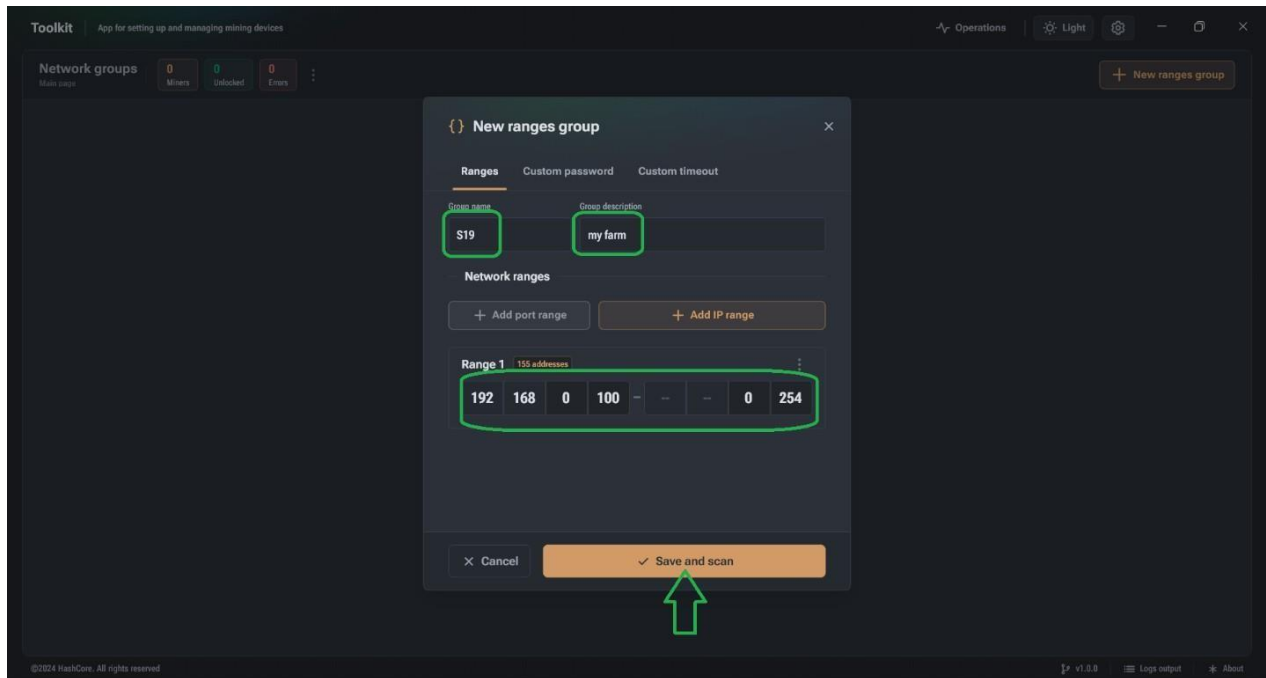 Toolkit App for setting up and managing mining devices Operations Light
Network groups 0 0 0 + New ranges group
Main page Miners Unlocked Errors
{} New ranges group
Ranges Custom password Custom timeout
Group name Group description
S19 my farm
Network ranges
+ Add port range + Add IP range
Range 1 155 addresses
192 168 0 100 – -- -- 0 254
Cancel Save and scan
©2024 HashCore, All rights reserved v1.0.0 Logs output About